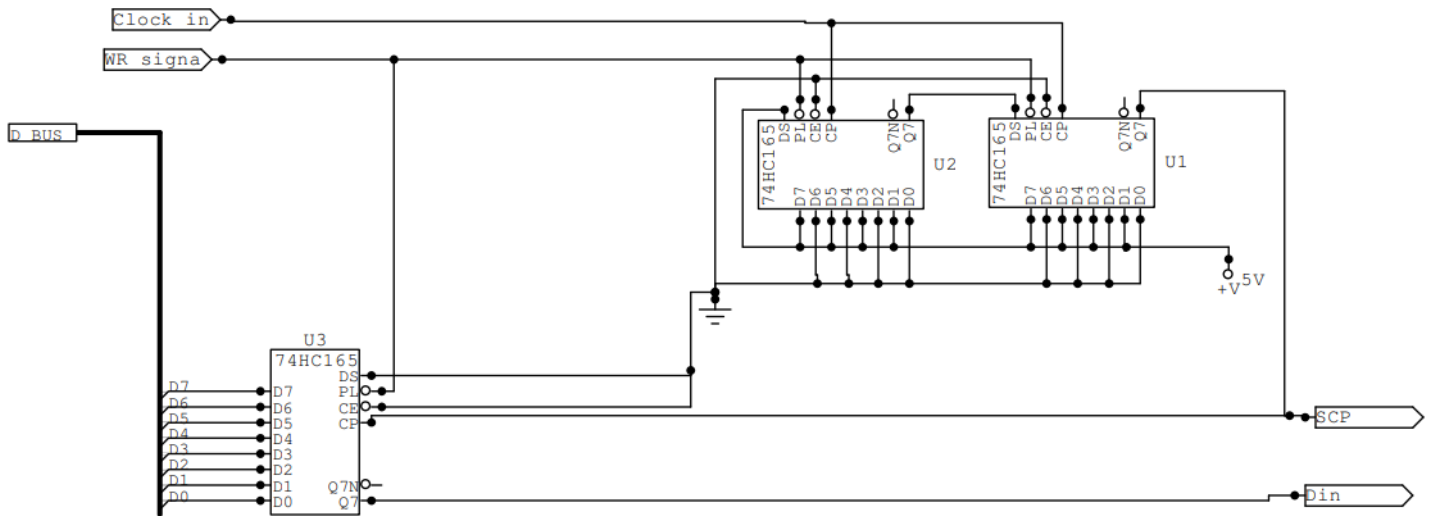 Clock in
WR signa
D BUS
74HC165
DS
PL
CE
CP
Q7N
Q7
D7
D6
D5
D4
D3
D2
D1
D0
U2
74HC165
DS
PL
CE
CP
Q7N
Q7
D7
D6
D5
D4
D3
D2
D1
D0
U1
+V
5V
U3
74HC165
DS
PL
CE
CP
Q7N
Q7
D7
D6
D5
D4
D3
D2
D1
D0
D7
D6
D5
D4
D3
D2
D1
D0
SCP
Din